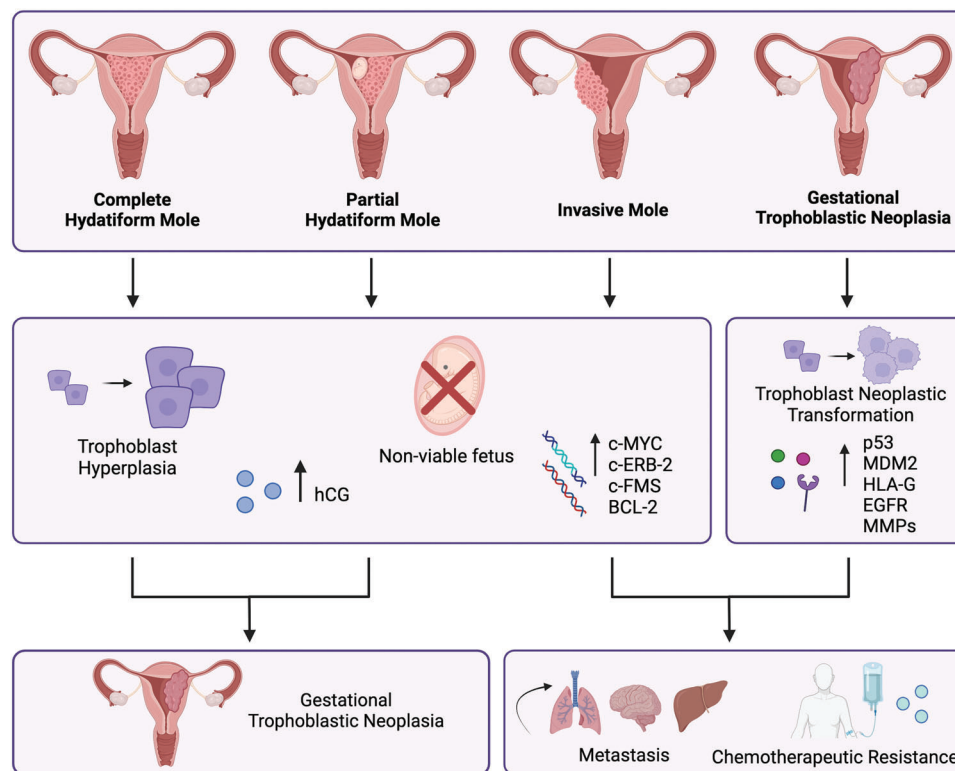 Complete
Hydatiform Mole
Partial
Hydatiform Mole
Invasive Mole
Gestational
Trophoblastic Neoplasia
Trophoblast
Hyperplasia
hCG
Non-viable fetus
c-MYC
c-ERB-2
c-FMS
BCL-2
Trophoblast Neoplastic
Transformation
p53
MDM2
HLA-G
EGFR
MMPs
Gestational
Trophoblastic Neoplasia
Metastasis
Chemotherapeutic Resistance